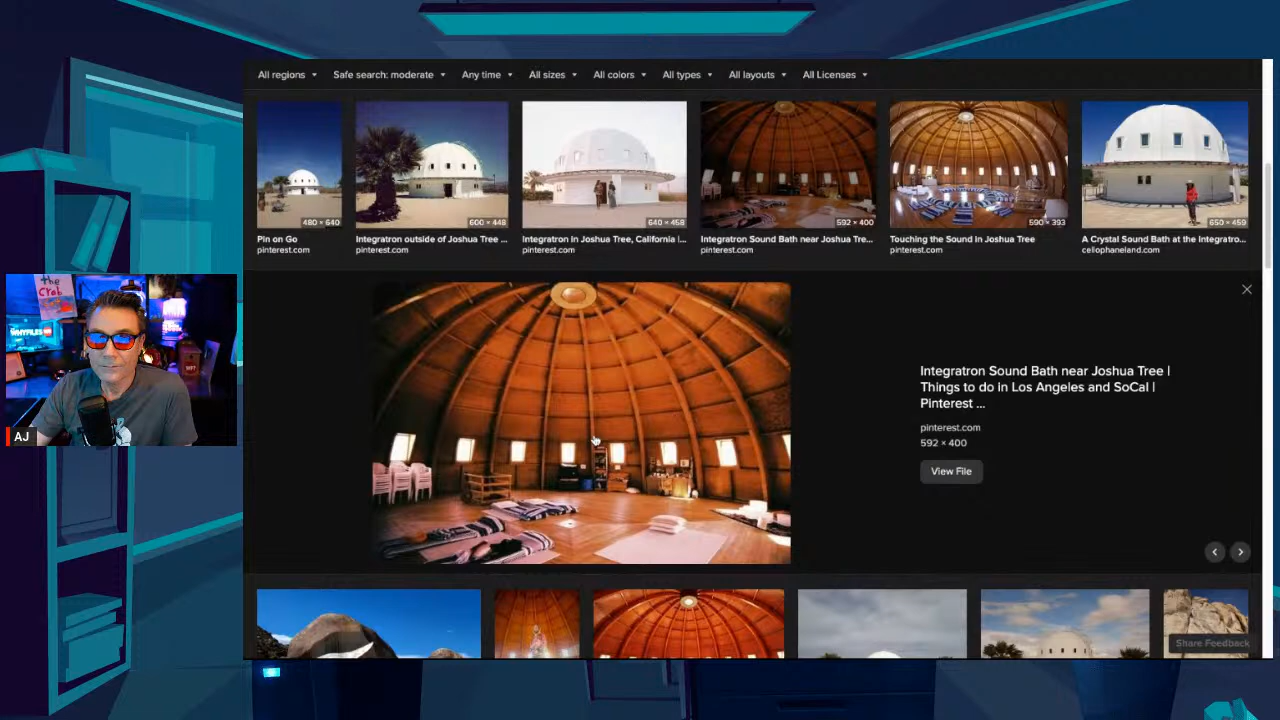 All regions Safe search: moderate Any time All sizes All colors All types All layouts All Licenses
480 × 640 600 × 448 640 × 458 592 × 400 590 × 393 650 × 459
Pin on Go Integratron outside of Joshua Tree ... Integratron in Joshua Tree, California |... Integratron Sound Bath near Joshua Tre... Touching the Sound in Joshua Tree A Crystal Sound Bath at the Integratro...
pinterest.com pinterest.com pinterest.com pinterest.com pinterest.com cellophaneland.com
the
Crab
WHYFILES
AJ
Integratron Sound Bath near Joshua Tree |
Things to do in Los Angeles and SoCal |
Pinterest ...
pinterest.com
592 × 400
View File
Share Feedback